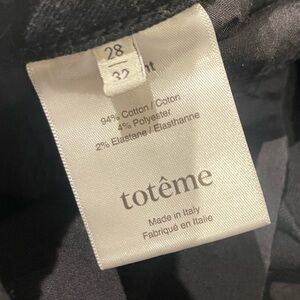 28
32
94% Cotton / Coton
4% Polyester
2% Elastane / Elasthanne
totême
Made in Italy
Fabriqué en Italie